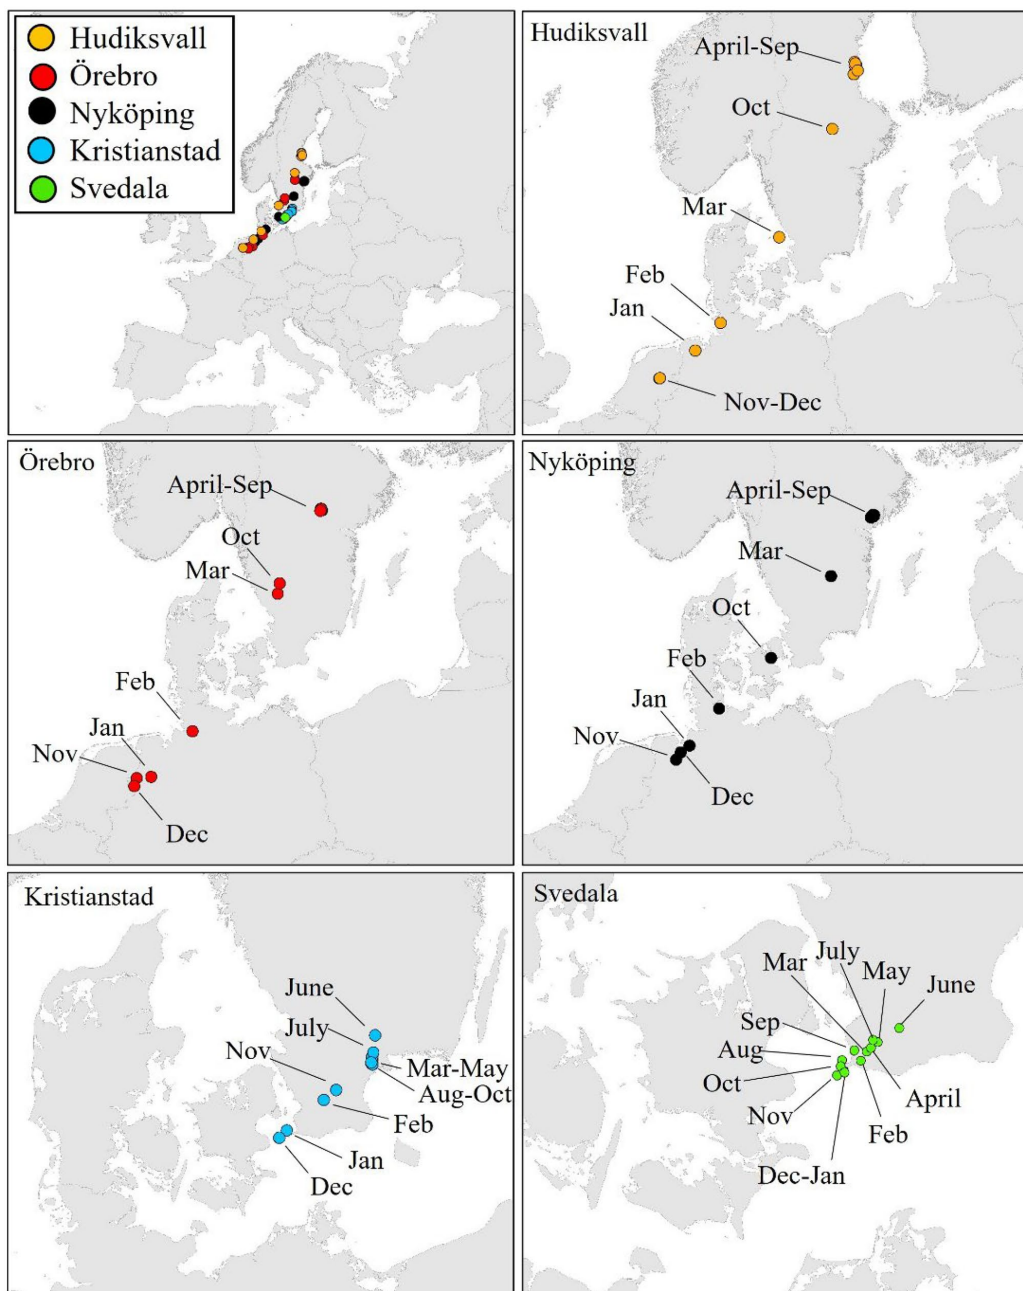 Hudiksvall
Örebro
Nyköping
Kristianstad
Svedala
Hudiksvall
April-Sep
Oct
Mar
Feb
Jan
Nov-Dec
Örebro
April-Sep
Oct
Mar
Feb
Jan
Nov
Dec
Nyköping
April-Sep
Mar
Oct
Feb
Jan
Nov
Dec
Kristianstad
June
July
Nov
Mar-May
Aug-Oct
Feb
Jan
Dec
Svedala
July
Mar
May
June
Sep
Aug
Oct
April
Nov
Feb
Dec-Jan